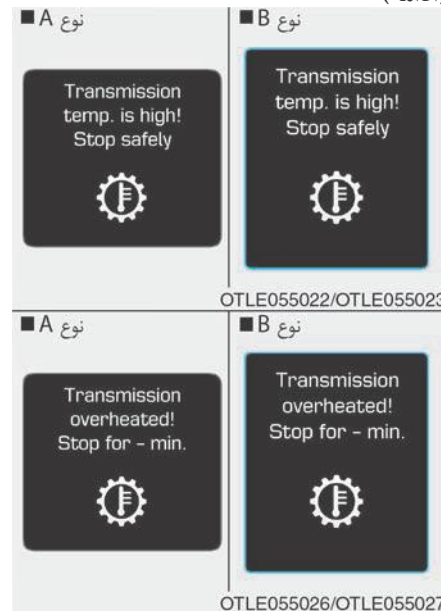 ■ نوع A
■ نوع B
Transmission
temp. is high!
Stop safely
Transmission
temp. is high!
Stop safely
OTLE055022/OTLE055023
■ نوع A
■ نوع B
Transmission
overheated!
Stop for - min.
Transmission
overheated!
Stop for - min.
OTLE055026/OTLE055027